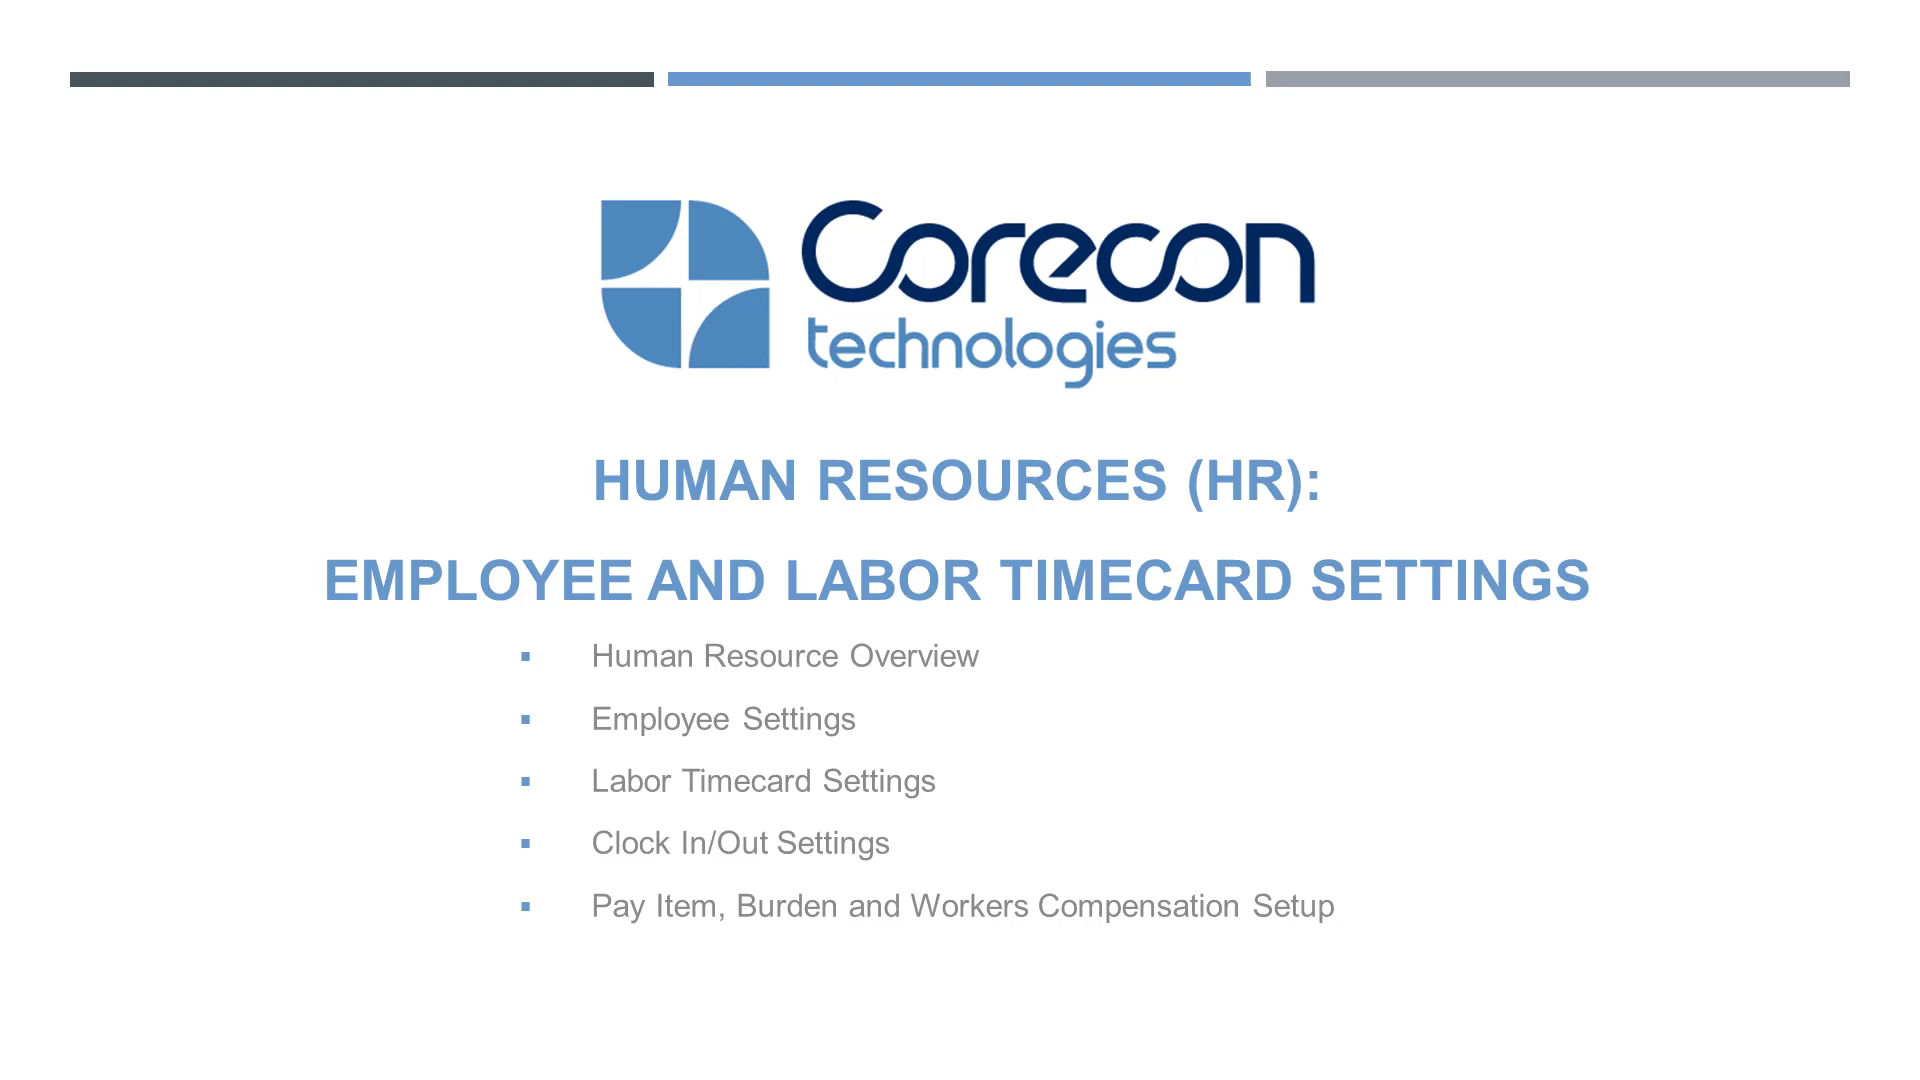 Corecon
technologies
HUMAN RESOURCES (HR):
EMPLOYEE AND LABOR TIMECARD SETTINGS
▪ Human Resource Overview
▪ Employee Settings
▪ Labor Timecard Settings
▪ Clock In/Out Settings
▪ Pay Item, Burden and Workers Compensation Setup